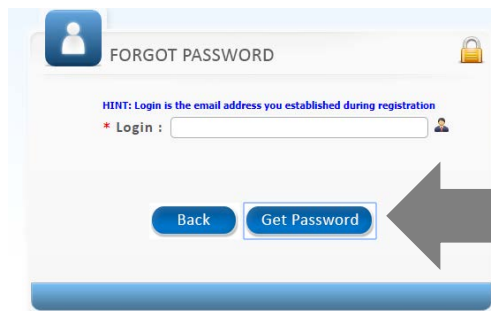 FORGOT PASSWORD
HINT: Login is the email address you established during registration
* Login :
Back Get Password